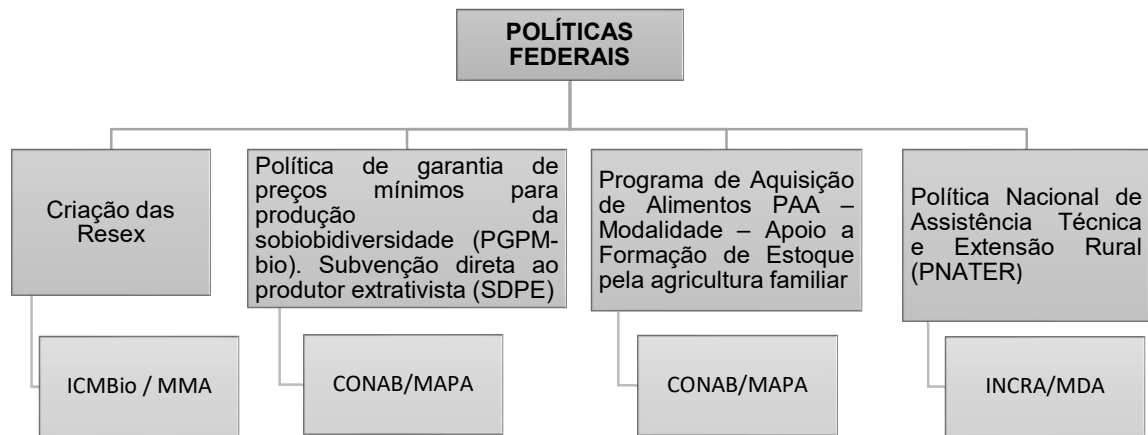 POLÍTICAS
FEDERAIS
Criação das
Resex
Política de garantia de
preços mínimos para
produção da
sobiobidiversidade (PGPM-
bio). Subvenção direta ao
produtor extrativista (SDPE)
Programa de Aquisição
de Alimentos PAA –
Modalidade – Apoio a
Formação de Estoque
pela agricultura familiar
Política Nacional de
Assistência Técnica
e Extensão Rural
(PNATER)
ICMBio / MMA
CONAB/MAPA
CONAB/MAPA
INCRA/MDA